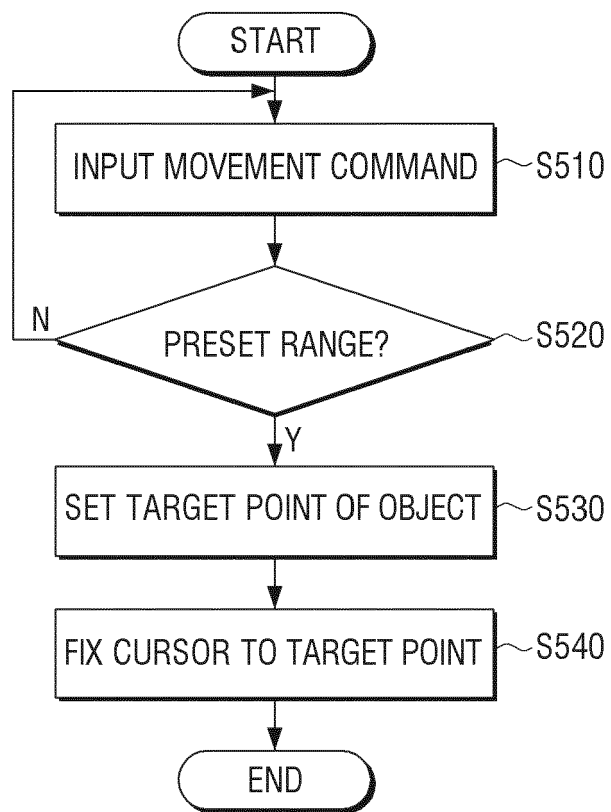 START
INPUT MOVEMENT COMMAND
S510
N
PRESET RANGE?
S520
Y
SET TARGET POINT OF OBJECT
S530
FIX CURSOR TO TARGET POINT
S540
END